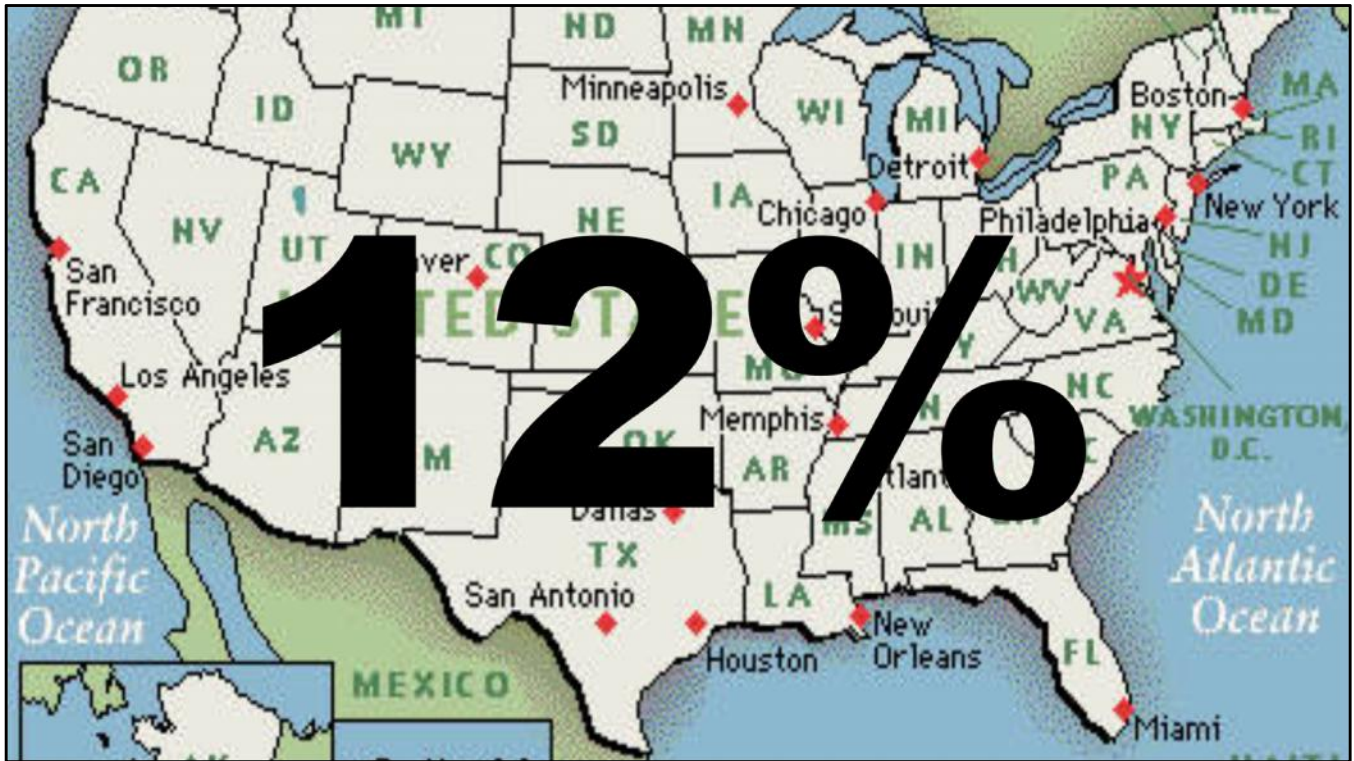 MT
ND
MN
OR
ID
SD
Minneapolis
WI
MI
Boston
NY
MA
RI
CT
WY
CA
NV
UT
NE
IA
Chicago
Detroit
PA
New York
Philadelphia
NJ
DE
MD
San
Francisco
CO
IN
WV
VA
12%
Los Angeles
NC
Memphis
WASHINGTON,
D.C.
San
Diego
AZ
OK
AR
Dallas
MS
AL
North
Pacific
Ocean
TX
San Antonio
LA
North
Atlantic
Ocean
Houston
New
Orleans
FL
MEXICO
Miami